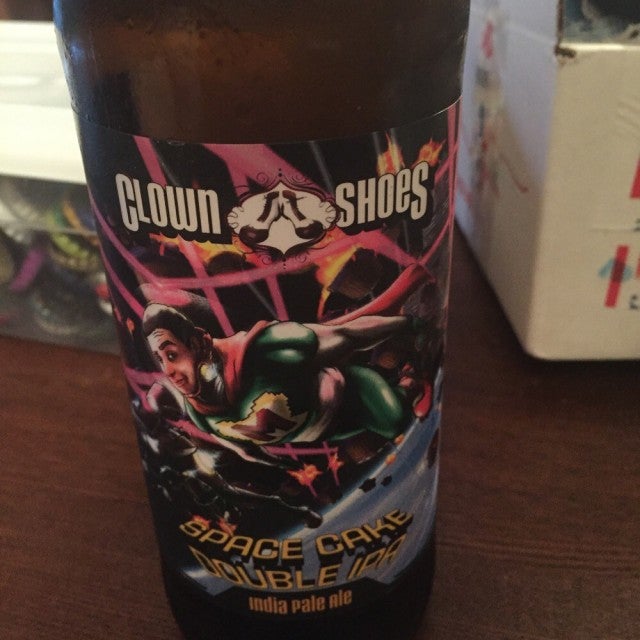 CLOWN SHOES
SPACE CAKE
DOUBLE IPA
India Pale Ale